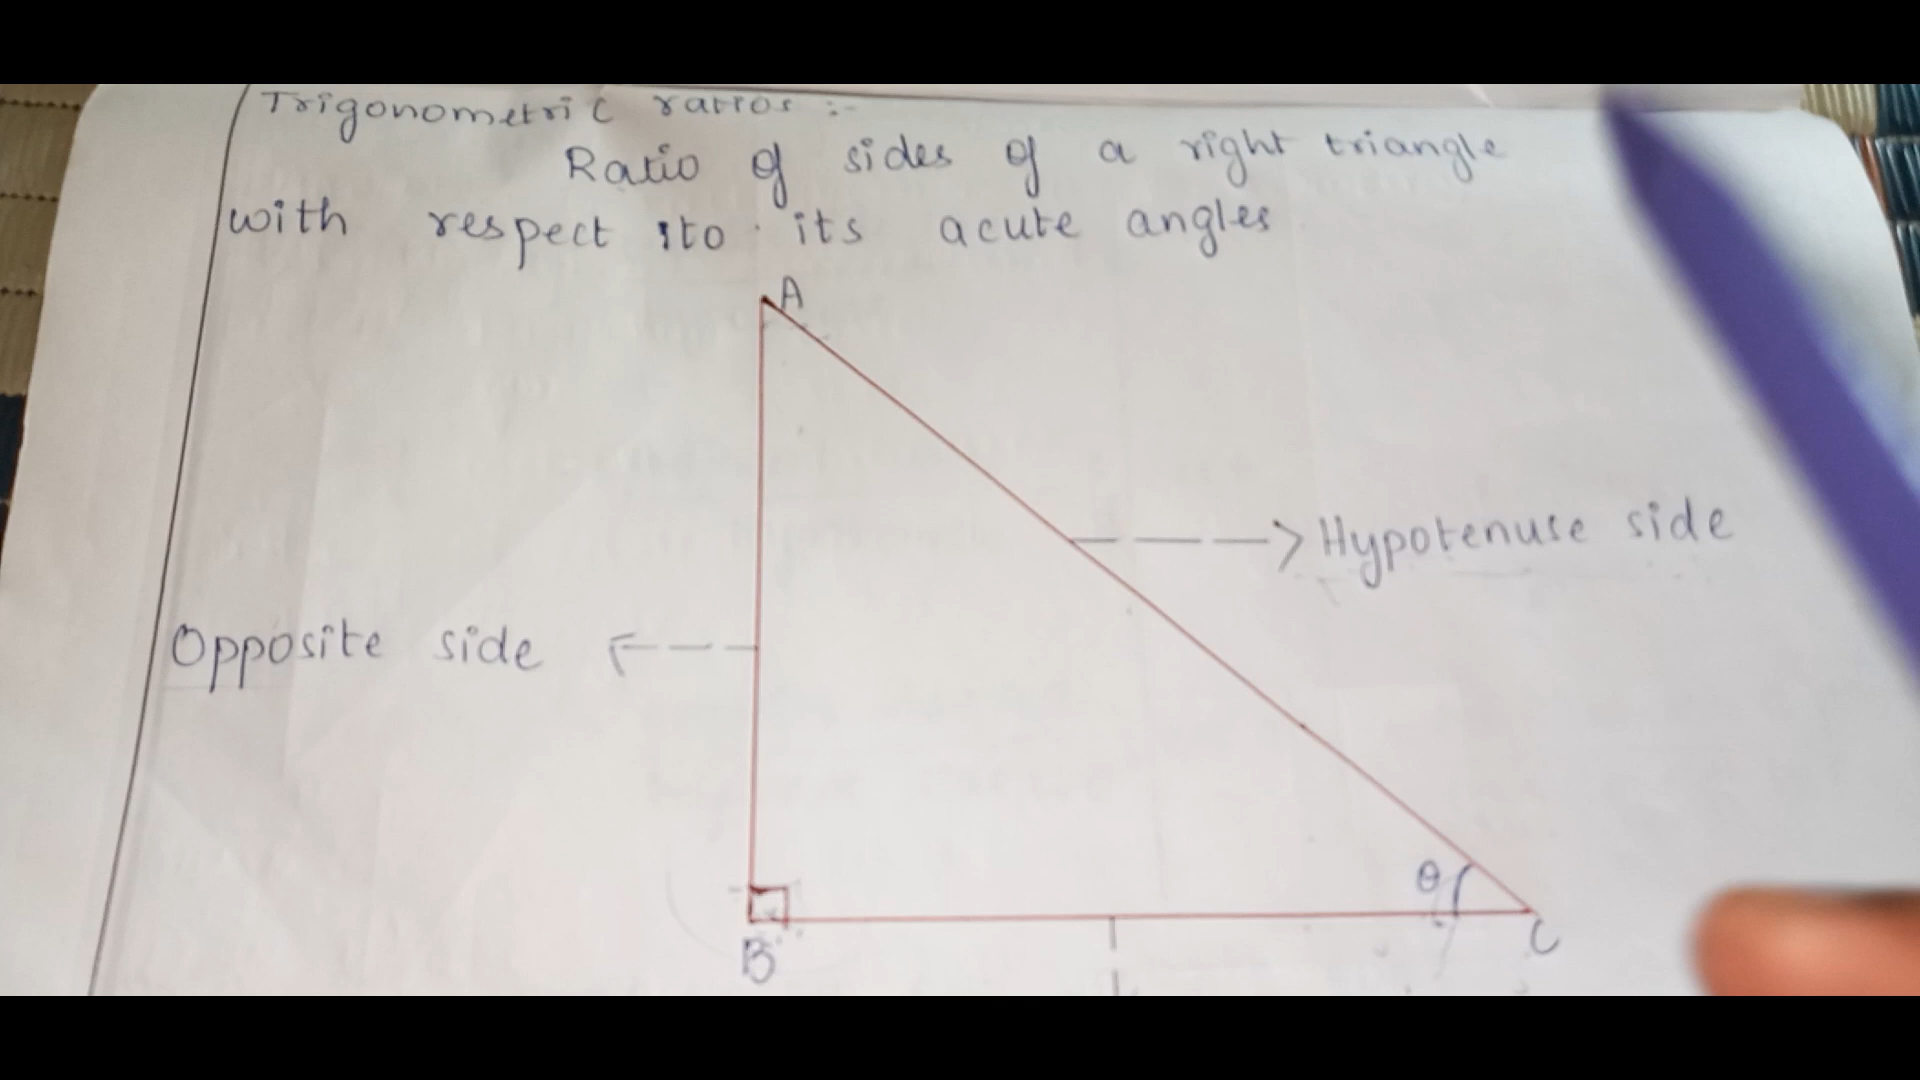 Trigonometric ratios :-
Ratio of sides of a right triangle
with respect to its acute angles
A
Hypotenuse side
Opposite side
θ
B
C